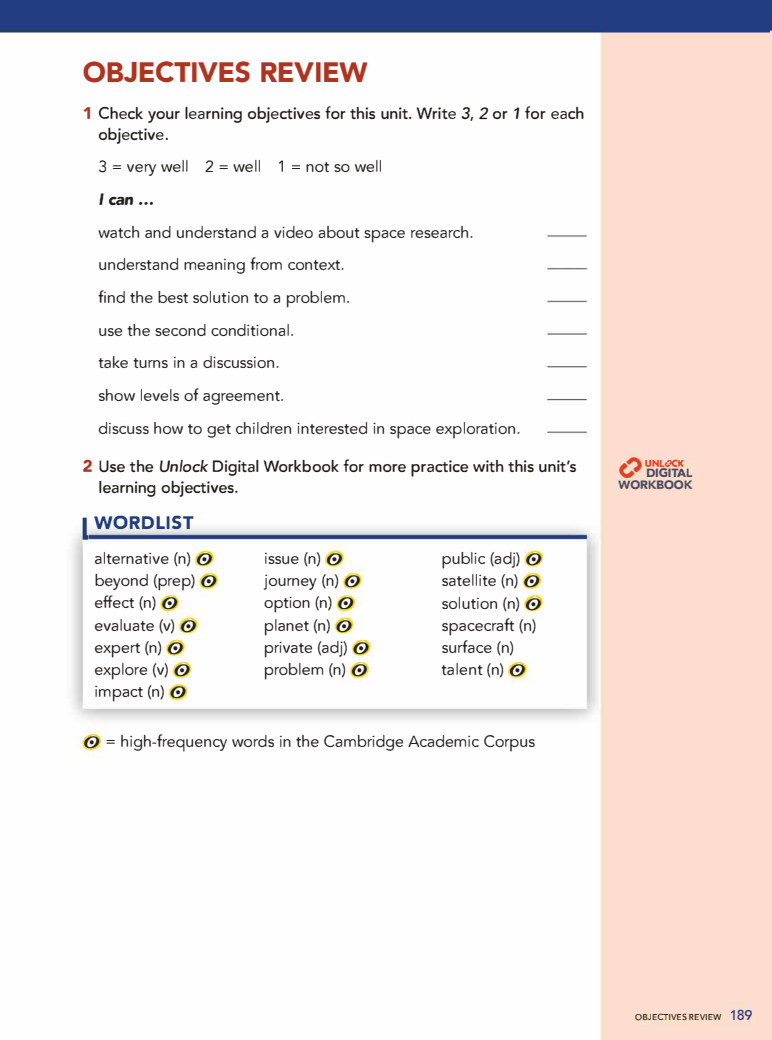 OBJECTIVES REVIEW
1 Check your learning objectives for this unit. Write 3, 2 or 1 for each
objective.
3 = very well 2 = well 1 = not so well
I can ...
watch and understand a video about space research.
understand meaning from context.
find the best solution to a problem.
use the second conditional.
take turns in a discussion.
show levels of agreement.
discuss how to get children interested in space exploration.
2 Use the Unlock Digital Workbook for more practice with this unit's
learning objectives.
UNLOCK
DIGITAL
WORKBOOK
WORDLIST
alternative (n)
beyond (prep)
effect (n)
evaluate (v)
expert (n)
explore (v)
impact (n)
issue (n)
journey (n)
option (n)
planet (n)
private (adj)
problem (n)
public (adj)
satellite (n)
solution (n)
spacecraft (n)
surface (n)
talent (n)
= high-frequency words in the Cambridge Academic Corpus
OBJECTIVES REVIEW 189